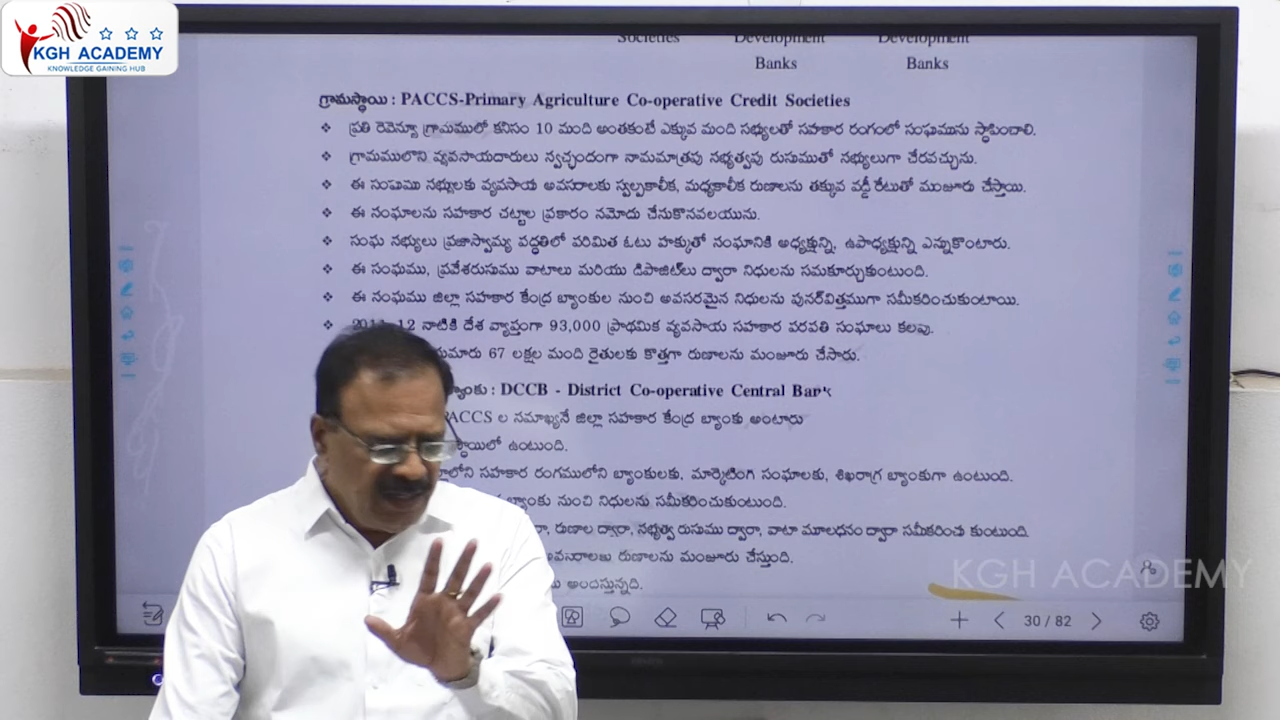 KGH ACADEMY
KNOWLEDGE GAINING HUB
Societies Development Development
Banks Banks
గ్రామస్థాయి : PACCS-Primary Agriculture Co-operative Credit Societies
❖ ప్రతి రెవెన్యూ గ్రామములో కనీసం 10 మంది అంతకంటే ఎక్కువ మంది సభ్యులతో సహకార రంగంలో సంఘమును స్థాపించాలి.
❖ గ్రామములోని వ్యవసాయదారులు స్వచ్ఛందంగా నామమాత్రపు సభ్యత్వపు రుసుముతో సభ్యులుగా చేరవచ్చును.
❖ ఈ సంఘము సభ్యులకు వ్యవసాయ అవసరాలకు స్వల్పకాలిక, మధ్యకాలిక రుణాలను తక్కువ వడ్డీ రేటుతో మంజూరు చేస్తాయి.
❖ ఈ సంఘాలను సహకార చట్టాల ప్రకారం నమోదు చేసుకొనవలయును.
❖ సంఘ సభ్యులు ప్రజాస్వామ్య పద్ధతిలో పరిమిత ఓటు హక్కుతో సంఘానికి అధ్యక్షున్ని, ఉపాధ్యక్షున్ని ఎన్నుకొంటారు.
❖ ఈ సంఘము, ప్రవేశరుసుము వాటాలు మరియు డిపాజిట్‌లు ద్వారా నిధులను సమకూర్చుకుంటుంది.
❖ ఈ సంఘము జిల్లా సహకార కేంద్ర బ్యాంకుల నుంచి అవసరమైన నిధులను పునర్‌విత్తముగా సమీకరించుకుంటాయి.
❖ 2011-12 నాటికి దేశ వ్యాప్తంగా 93,000 ప్రాథమిక వ్యవసాయ సహకార పరపతి సంఘాలు కలవు.
67 లక్షల మంది రైతులకు కొత్తగా రుణాలను మంజూరు చేసారు.
: DCCB - District Co-operative Central Bank
PACCS ల సమాఖ్యనే జిల్లా సహకార కేంద్ర బ్యాంకు అంటారు
ఉంటుంది.
సహకార రంగములోని బ్యాంకులకు, మార్కెటింగ్ సంఘాలకు, శిఖరాగ్ర బ్యాంకుగా ఉంటుంది.
బ్యాంకు నుంచి నిధులను సమీకరించుకుంటుంది.
రుణాల ద్వారా, సభ్యత్వ రుసుము ద్వారా, వాటా మూలధనం ద్వారా సమీకరించు కుంటుంది.
అవసరాలకు రుణాలను మంజూరు చేస్తుంది.
అందిస్తున్నది.
KGH ACADEMY
30 / 82